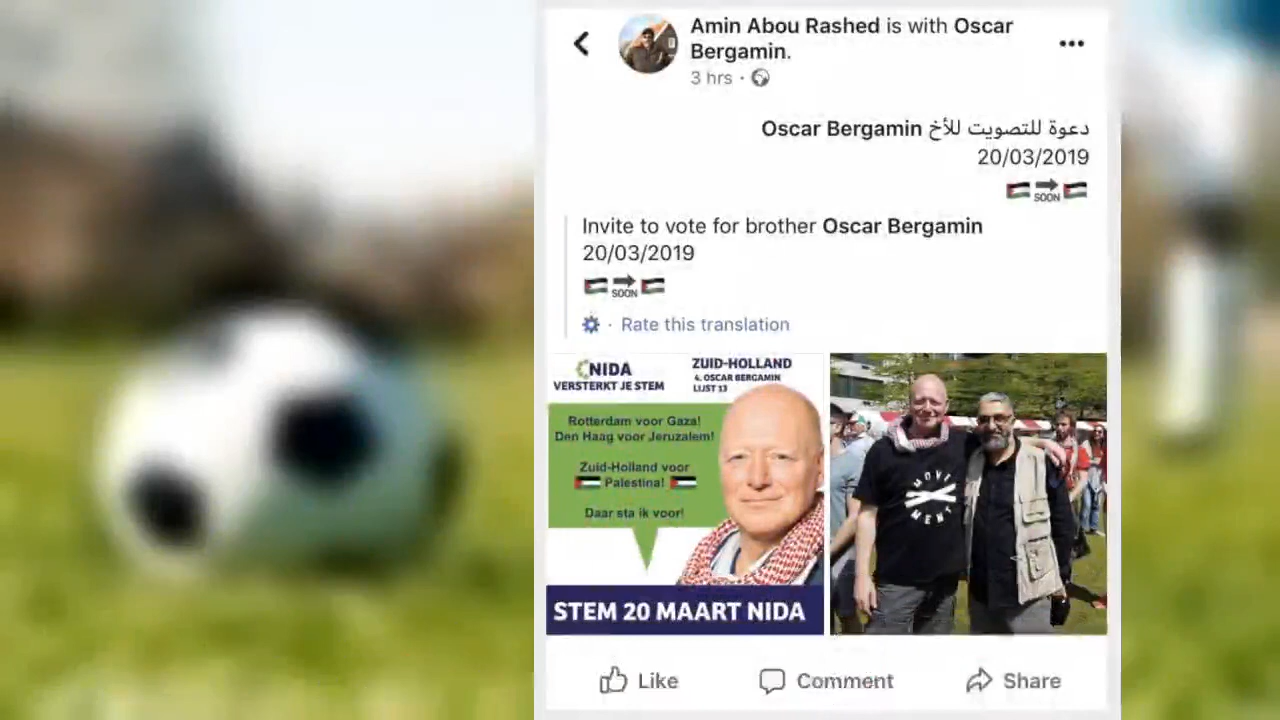 Amin Abou Rashed is with Oscar
Bergamin.
3 hrs ·
دعوة للتصويت للأخ Oscar Bergamin
20/03/2019
SOON
Invite to vote for brother Oscar Bergamin
20/03/2019
SOON
· Rate this translation
NIDA
VERSTERKT JE STEM
ZUID-HOLLAND
4. OSCAR BERGAMIN
LIJST 13
Rotterdam voor Gaza!
Den Haag voor Jeruzalem!
Zuid-Holland voor
Palestina!
Daar sta ik voor!
STEM 20 MAART NIDA
MOVEMENT
Like
Comment
Share